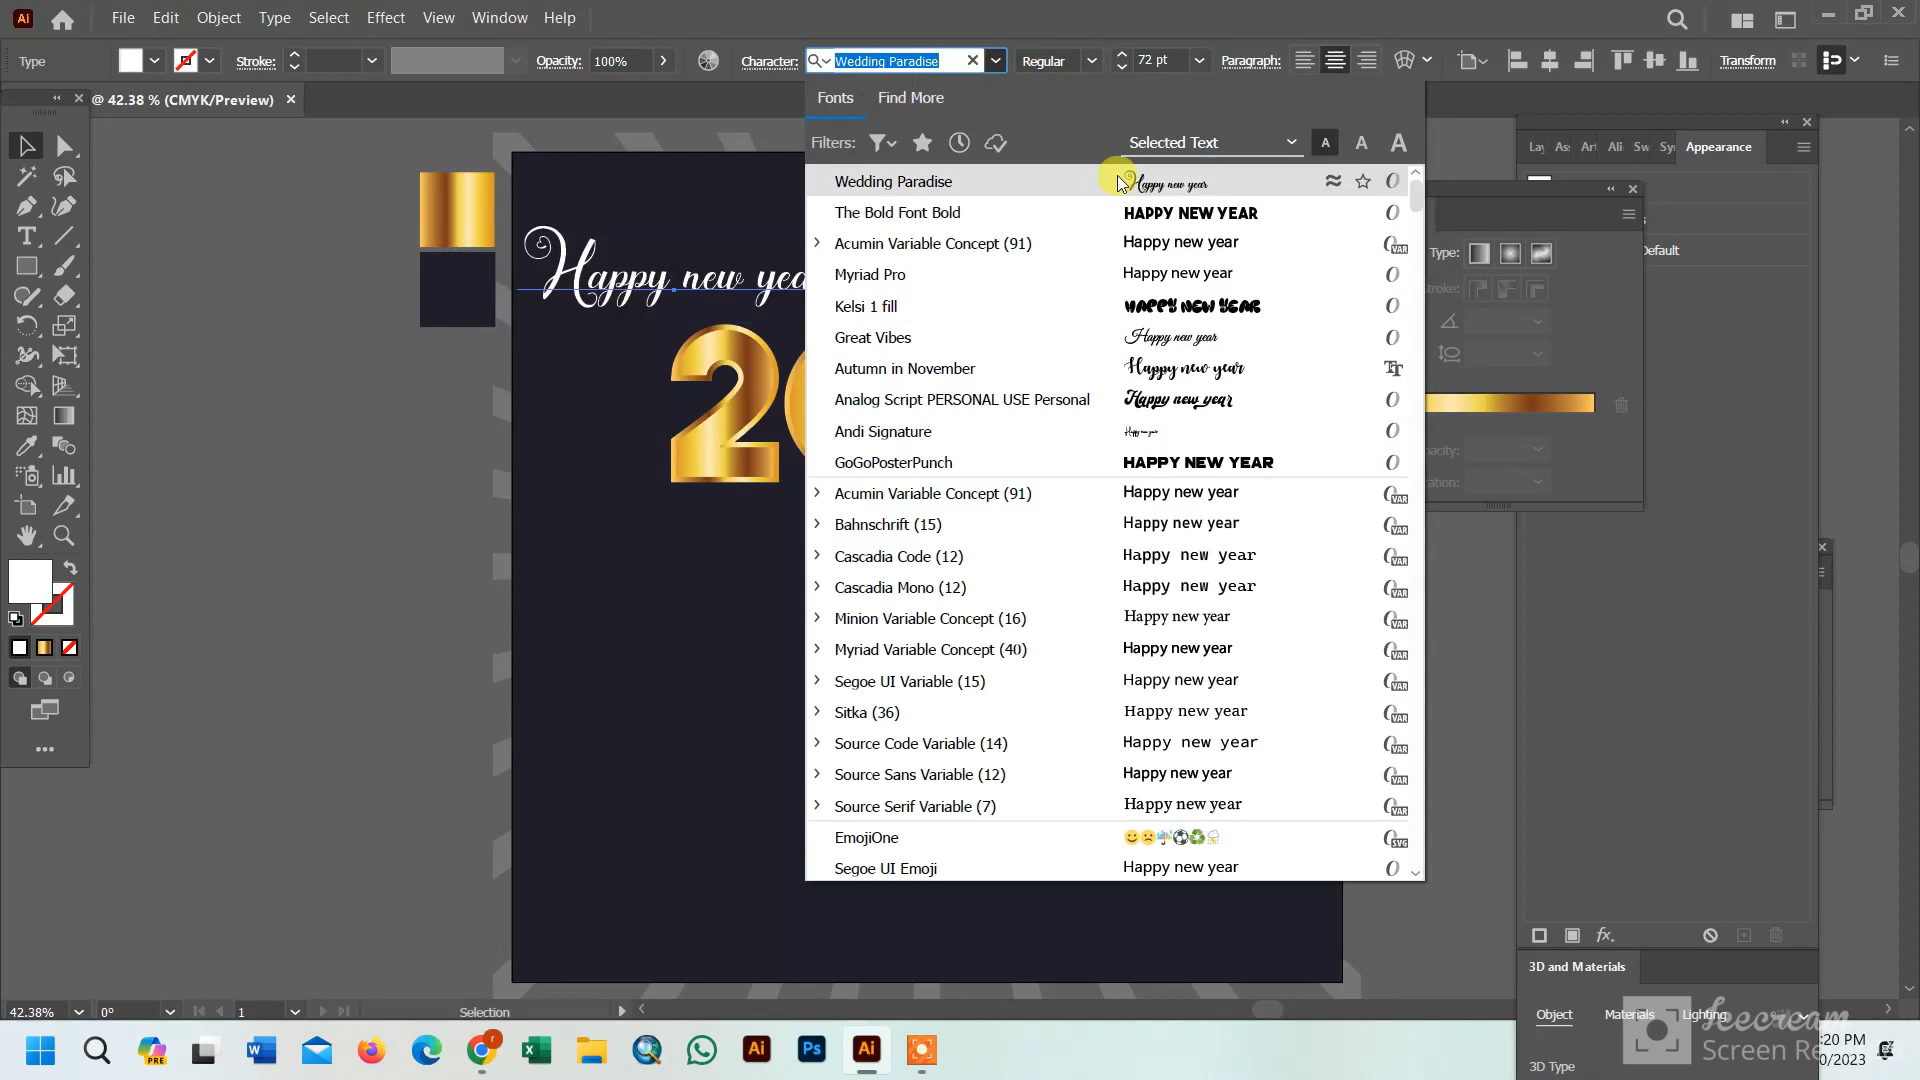 Ai File Edit Object Type Select Effect View Window Help
Type Stroke: Opacity: 100% Character: Wedding Paradise Regular 72 pt Paragraph: Transform
@ 42.38 % (CMYK/Preview)
Fonts Find More
Filters: Selected Text A A A
Wedding Paradise Happy new year
The Bold Font Bold HAPPY NEW YEAR
Acumin Variable Concept (91) Happy new year
Myriad Pro Happy new year
Kelsi 1 fill HAPPY NEW YEAR
Great Vibes Happy new year
Autumn in November Happy new year
Analog Script PERSONAL USE Personal Happy new year
Andi Signature Happy new year
GoGoPosterPunch HAPPY NEW YEAR
Acumin Variable Concept (91) Happy new year
Bahnschrift (15) Happy new year
Cascadia Code (12) Happy new year
Cascadia Mono (12) Happy new year
Minion Variable Concept (16) Happy new year
Myriad Variable Concept (40) Happy new year
Segoe UI Variable (15) Happy new year
Sitka (36) Happy new year
Source Code Variable (14) Happy new year
Source Sans Variable (12) Happy new year
Source Serif Variable (7) Happy new year
EmojiOne
Segoe UI Emoji Happy new year
Happy new yea
20
Lay Ass Art Ali Sw Syı Appearance
Type:
Default
troke:
acity:
ation:
3D and Materials
Object Materials Lighting
3D Type
42.38% 0° 1 Selection
Icecream
Screen Re
:20 PM
0/2023